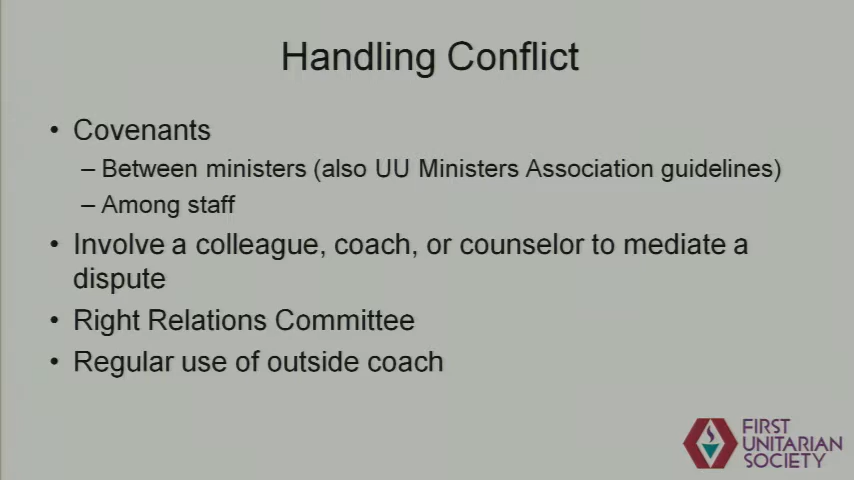 Handling Conflict
• Covenants
– Between ministers (also UU Ministers Association guidelines)
– Among staff
• Involve a colleague, coach, or counselor to mediate a
dispute
• Right Relations Committee
• Regular use of outside coach
FIRST
UNITARIAN
SOCIETY